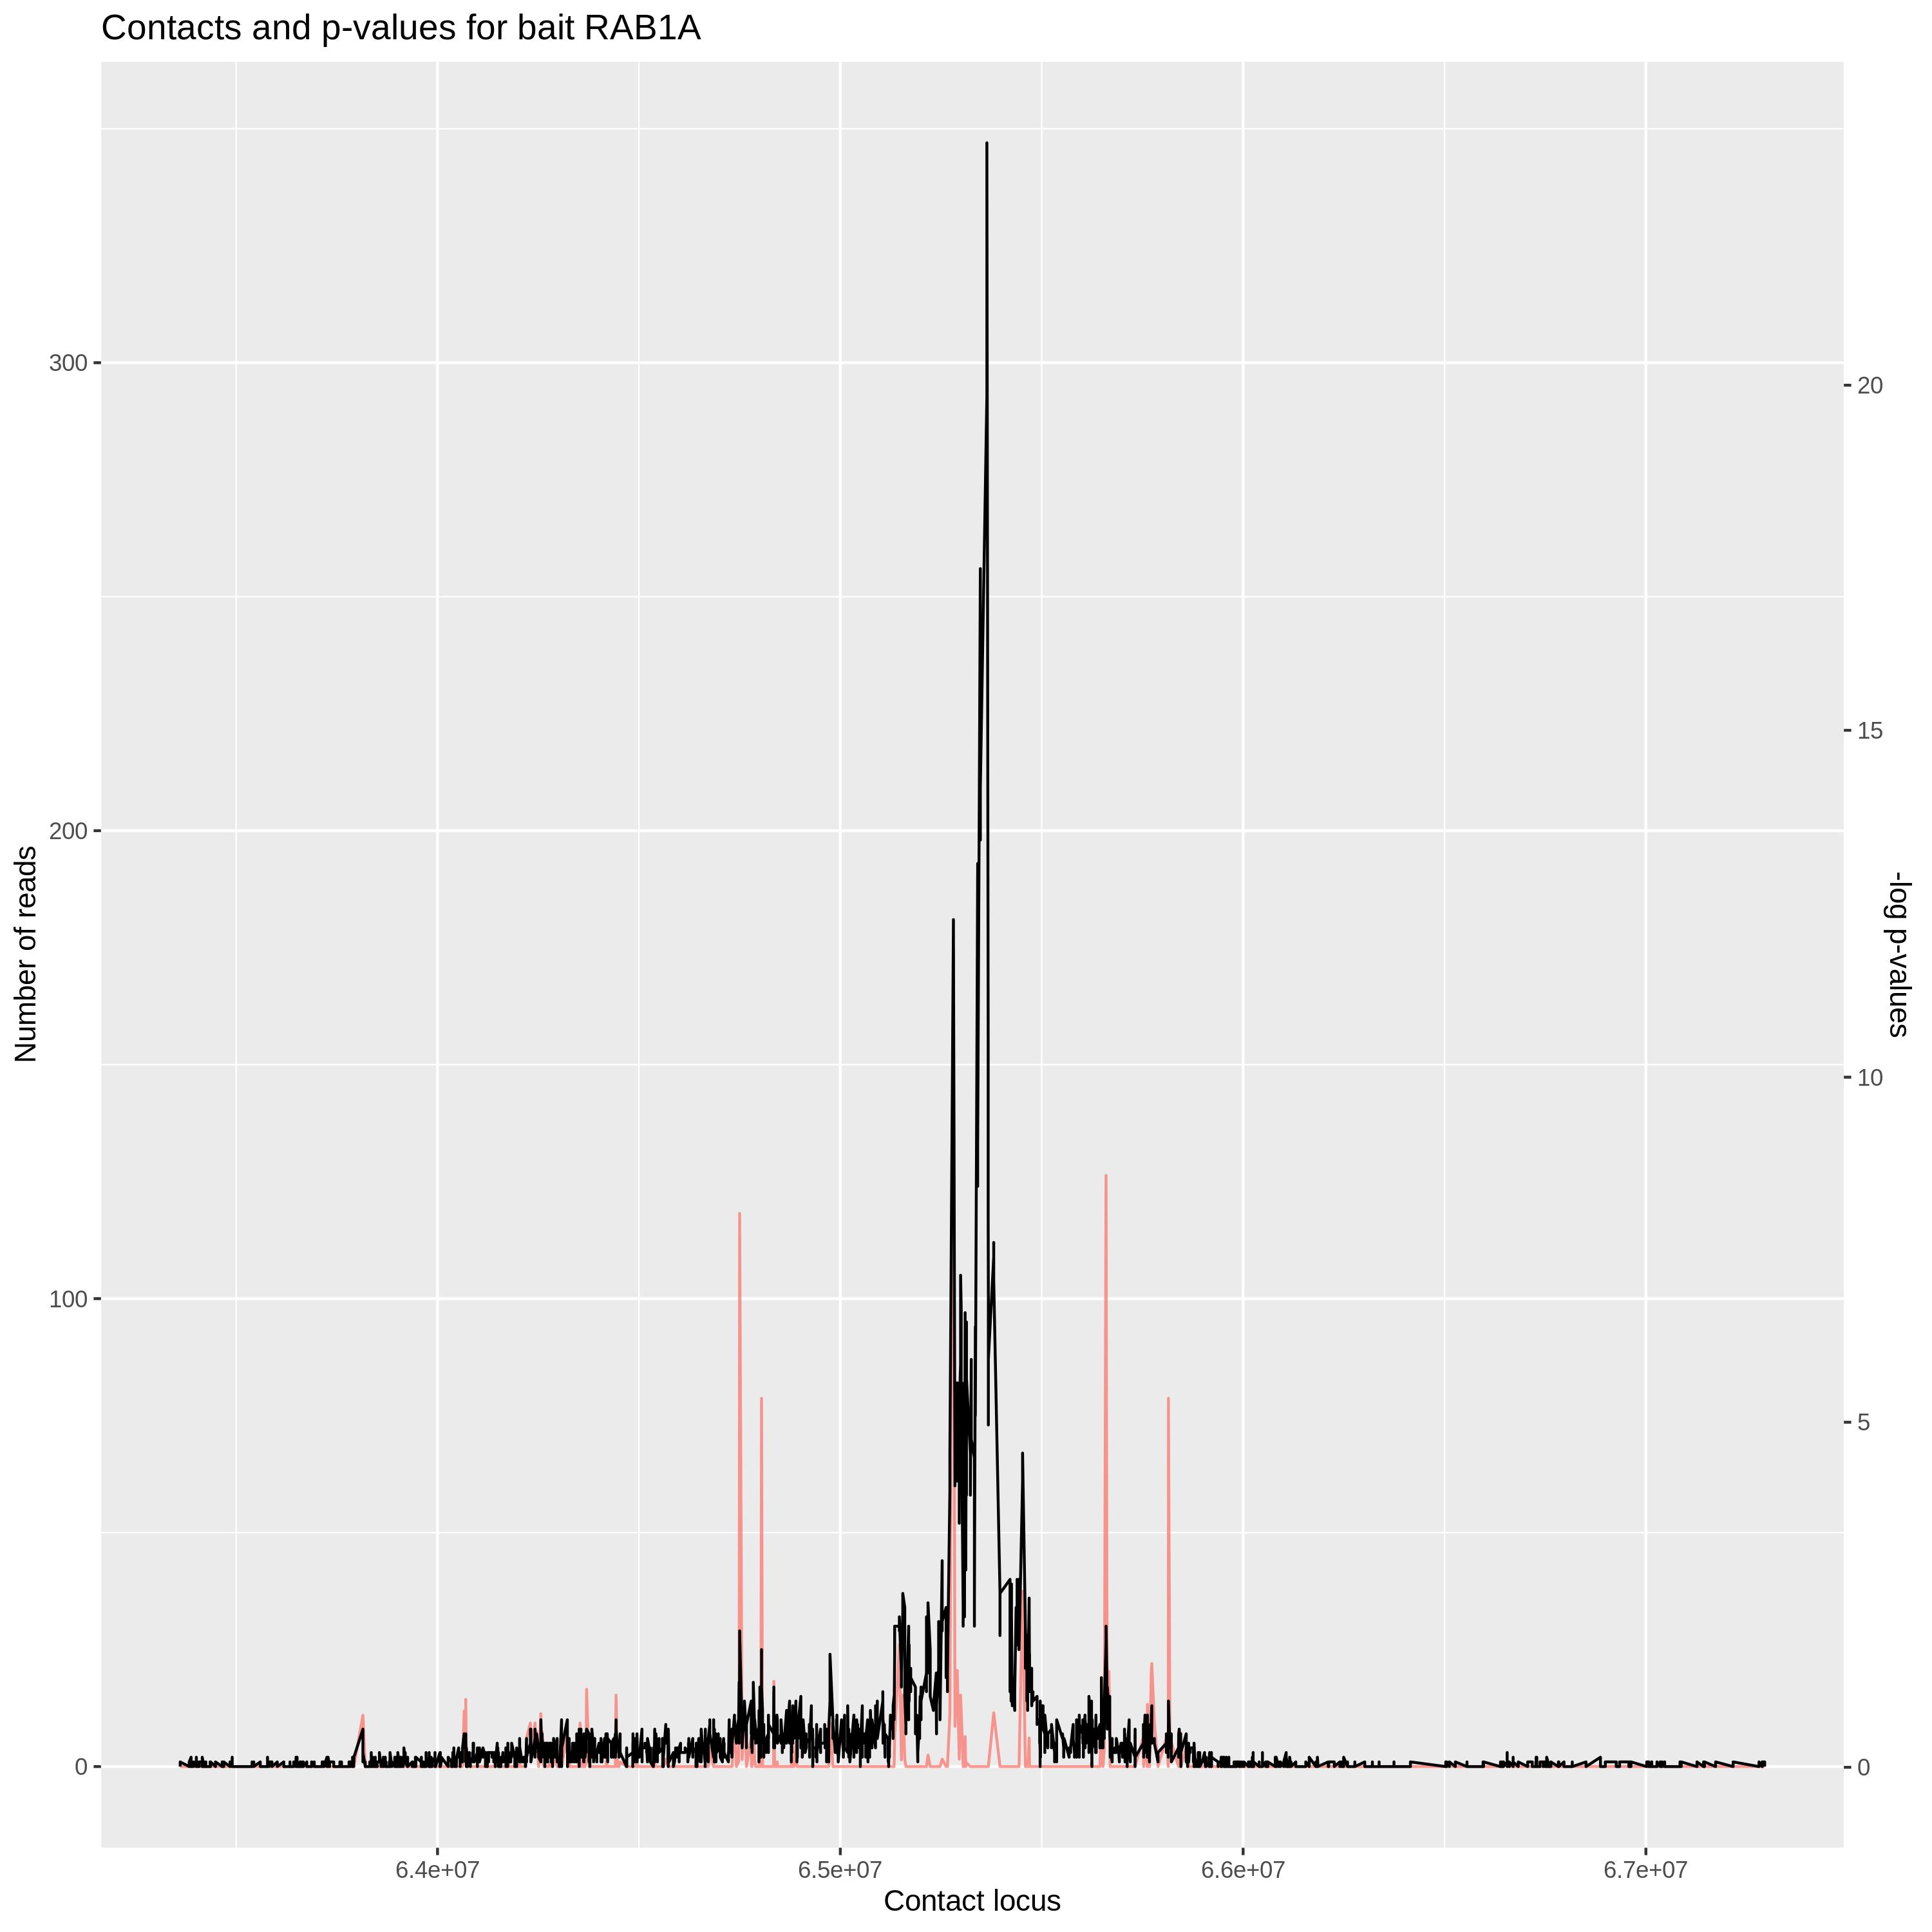 Contacts and p-values for bait RAB1A
Number of reads
300
200
100
0
20
15
10
5
0
-log p-values
6.4e+07 6.5e+07 6.6e+07 6.7e+07
Contact locus